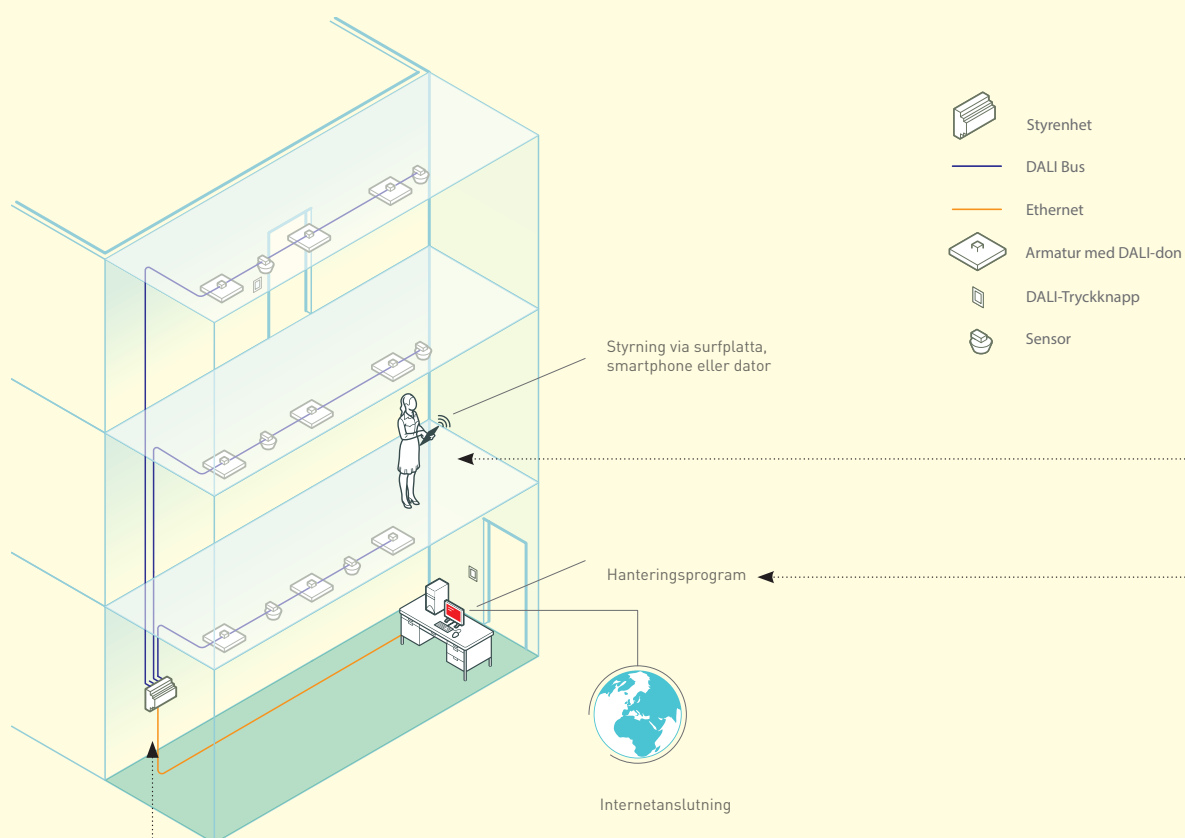 Styrenhet
DALI Bus
Ethernet
Armatur med DALI-don
DALI-Tryckknapp
Sensor
Styrning via surfplatta,
smartphone eller dator
Hanteringsprogram
Internetanslutning